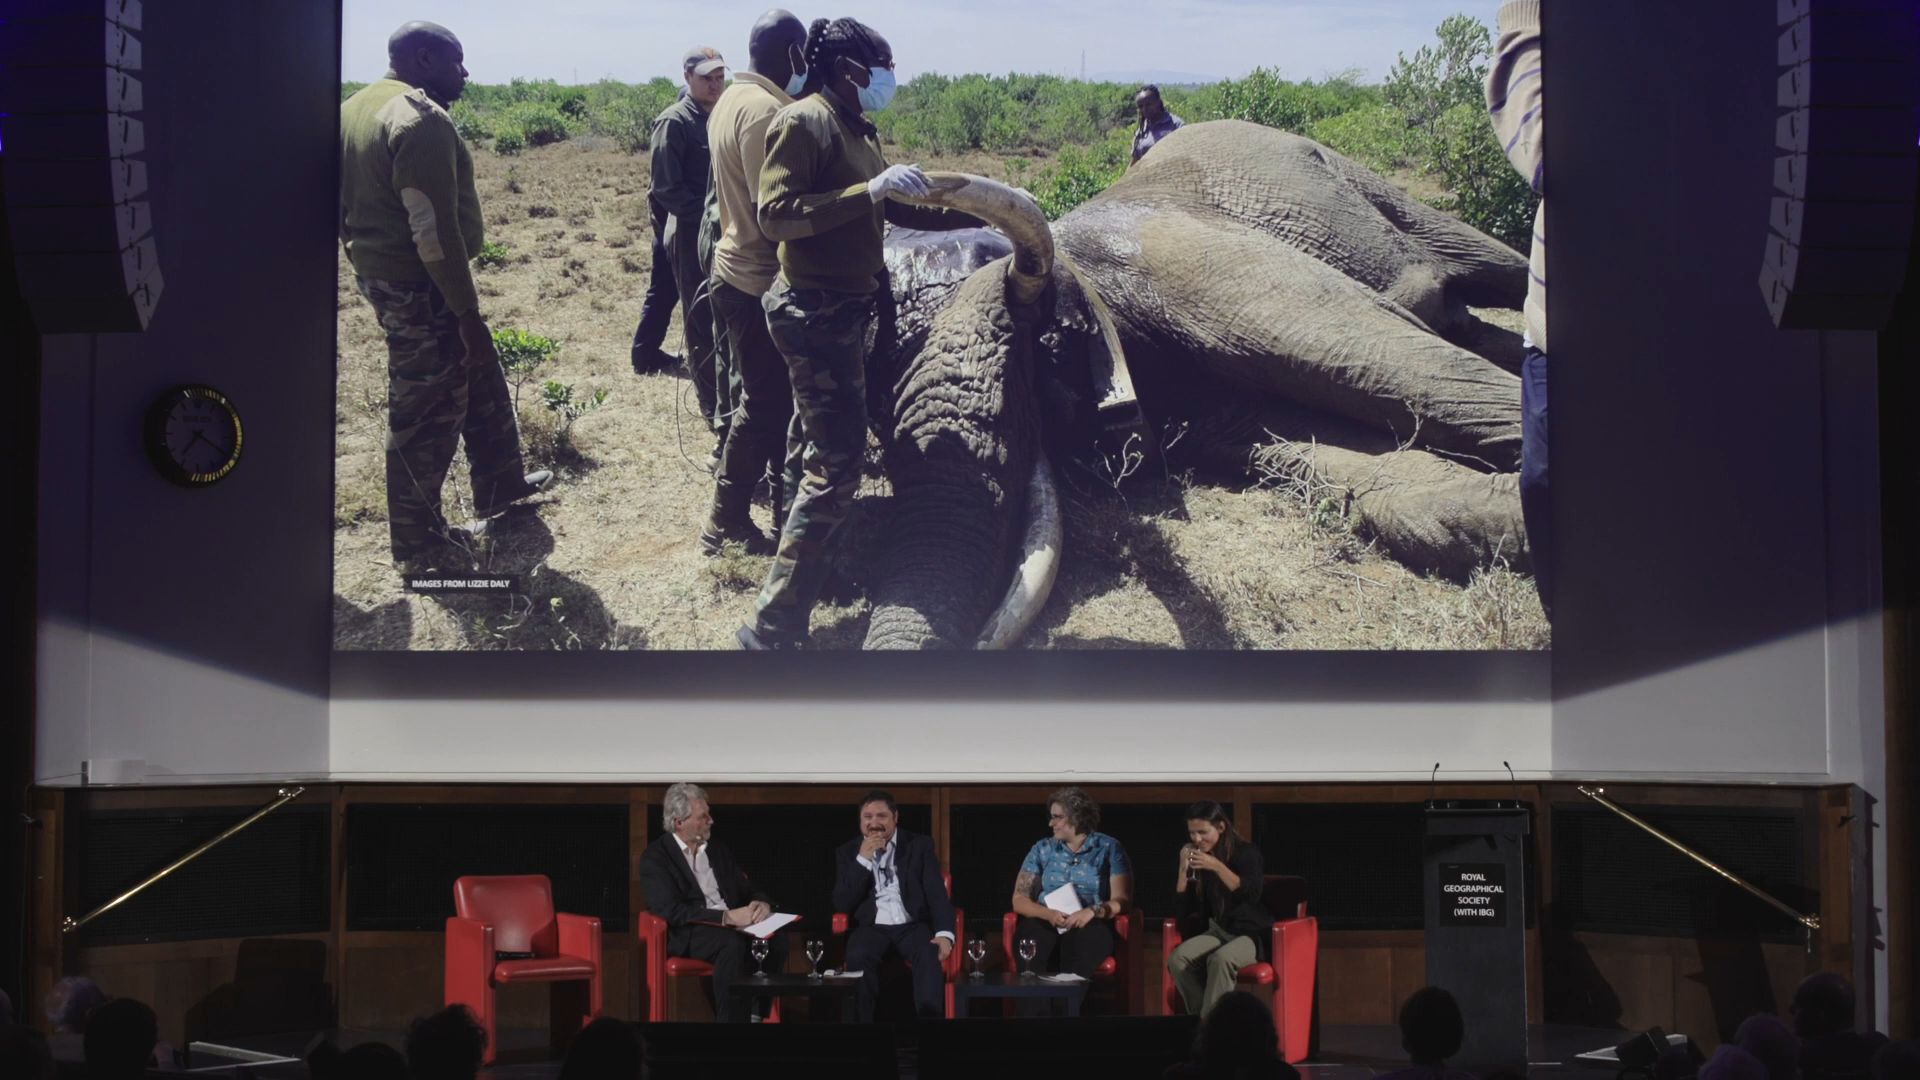 IMAGES FROM LIZZIE DALY
ROYAL
GEOGRAPHICAL
SOCIETY
(WITH IBG)